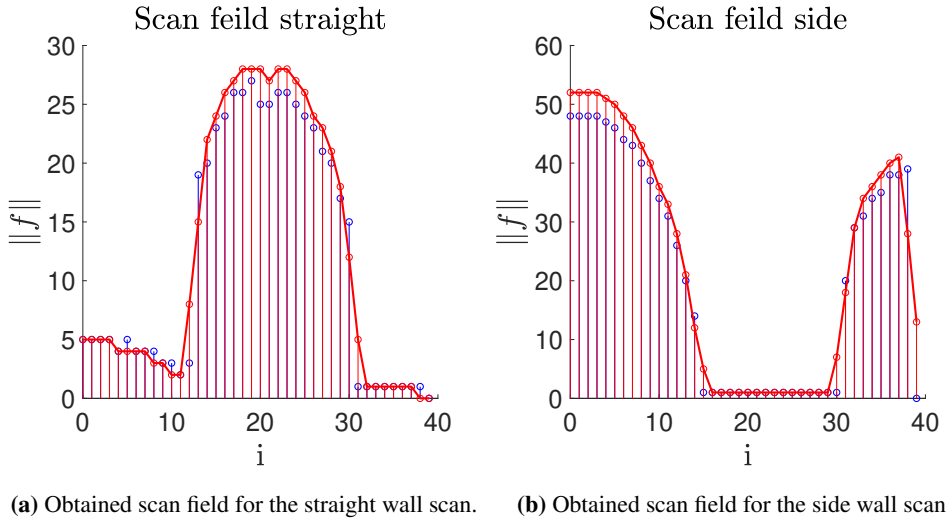 Scan feild straight
30
25
20
15
10
5
0
0 10 20 30 40
‖f‖
i
(a) Obtained scan field for the straight wall scan.
Scan feild side
60
50
40
30
20
10
0
0 10 20 30 40
‖f‖
i
(b) Obtained scan field for the side wall scan